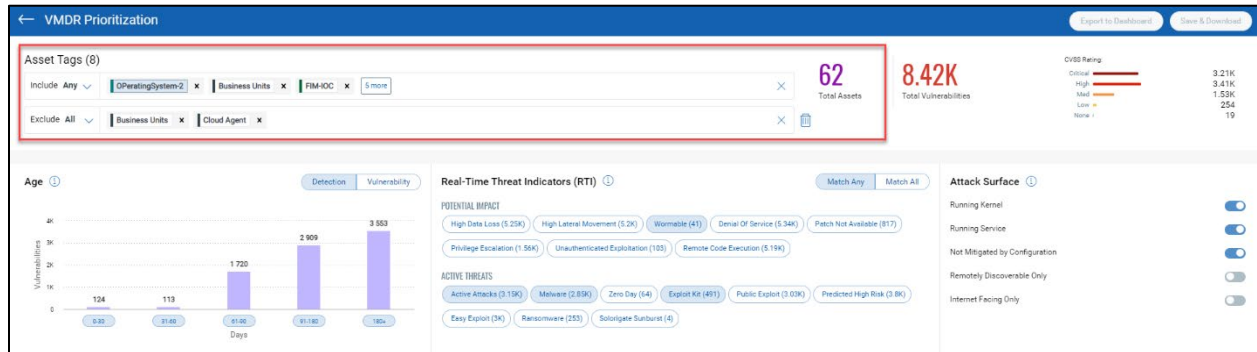 ← VMDR Prioritization
Export to Dashboard
Save & Download
Asset Tags (8)
Include Any
OPeratingSystem-2 x
Business Units x
FIM-IOC x
5 more
Exclude All
Business Units x
Cloud Agent x
62
Total Assets
8.42K
Total Vulnerabilities
CVSS Rating
Critical 3.21K
High 3.41K
Med 1.53K
Low 254
None 19
Age
Detection
Vulnerability
Vulnerabilities
4K
3K
2K
1K
0
124
113
1 720
2 909
3 553
0-30
31-60
61-90
91-180
180+
Days
Real-Time Threat Indicators (RTI)
Match Any
Match All
POTENTIAL IMPACT
High Data Loss (5.25K)
High Lateral Movement (5.2K)
Wormable (41)
Denial Of Service (5.34K)
Patch Not Available (817)
Privilege Escalation (1.56K)
Unauthenticated Exploitation (103)
Remote Code Execution (5.19K)
ACTIVE THREATS
Active Attacks (3.15K)
Malware (2.85K)
Zero Day (64)
Exploit Kit (491)
Public Exploit (3.03K)
Predicted High Risk (3.8K)
Easy Exploit (3K)
Ransomware (253)
Solorigate Sunburst (4)
Attack Surface
Running Kernel
Running Service
Not Mitigated by Configuration
Remotely Discoverable Only
Internet Facing Only